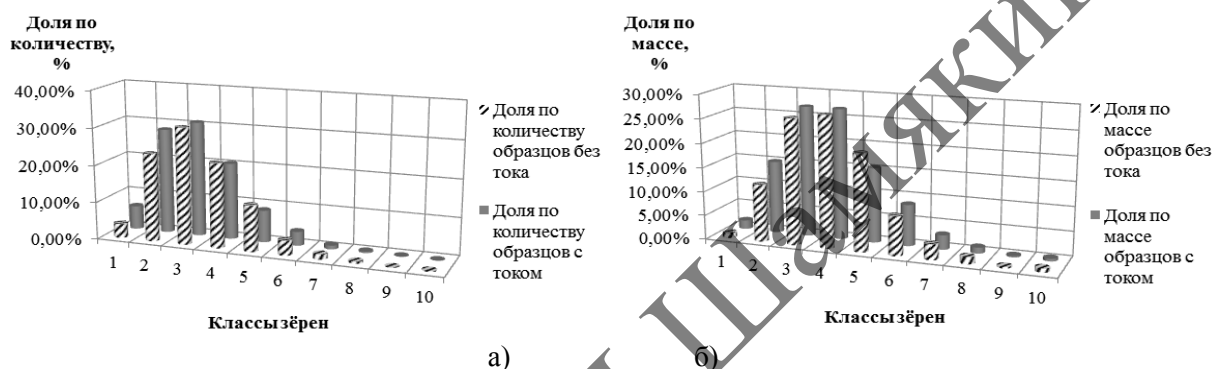 Доля по
количеству,
%
40,00%
30,00%
20,00%
10,00%
0,00%
1 2 3 4 5 6 7 8 9 10
Классы зёрен
Доля по
количеству
образцов без
тока
Доля по
количеству
образцов с
током
а)
Доля по
массе,
%
30,00%
25,00%
20,00%
15,00%
10,00%
5,00%
0,00%
1 2 3 4 5 6 7 8 9 10
Классы зёрен
Доля по
массе
образцов без
тока
Доля по
массе
образцов с
током
б)
Шамякин